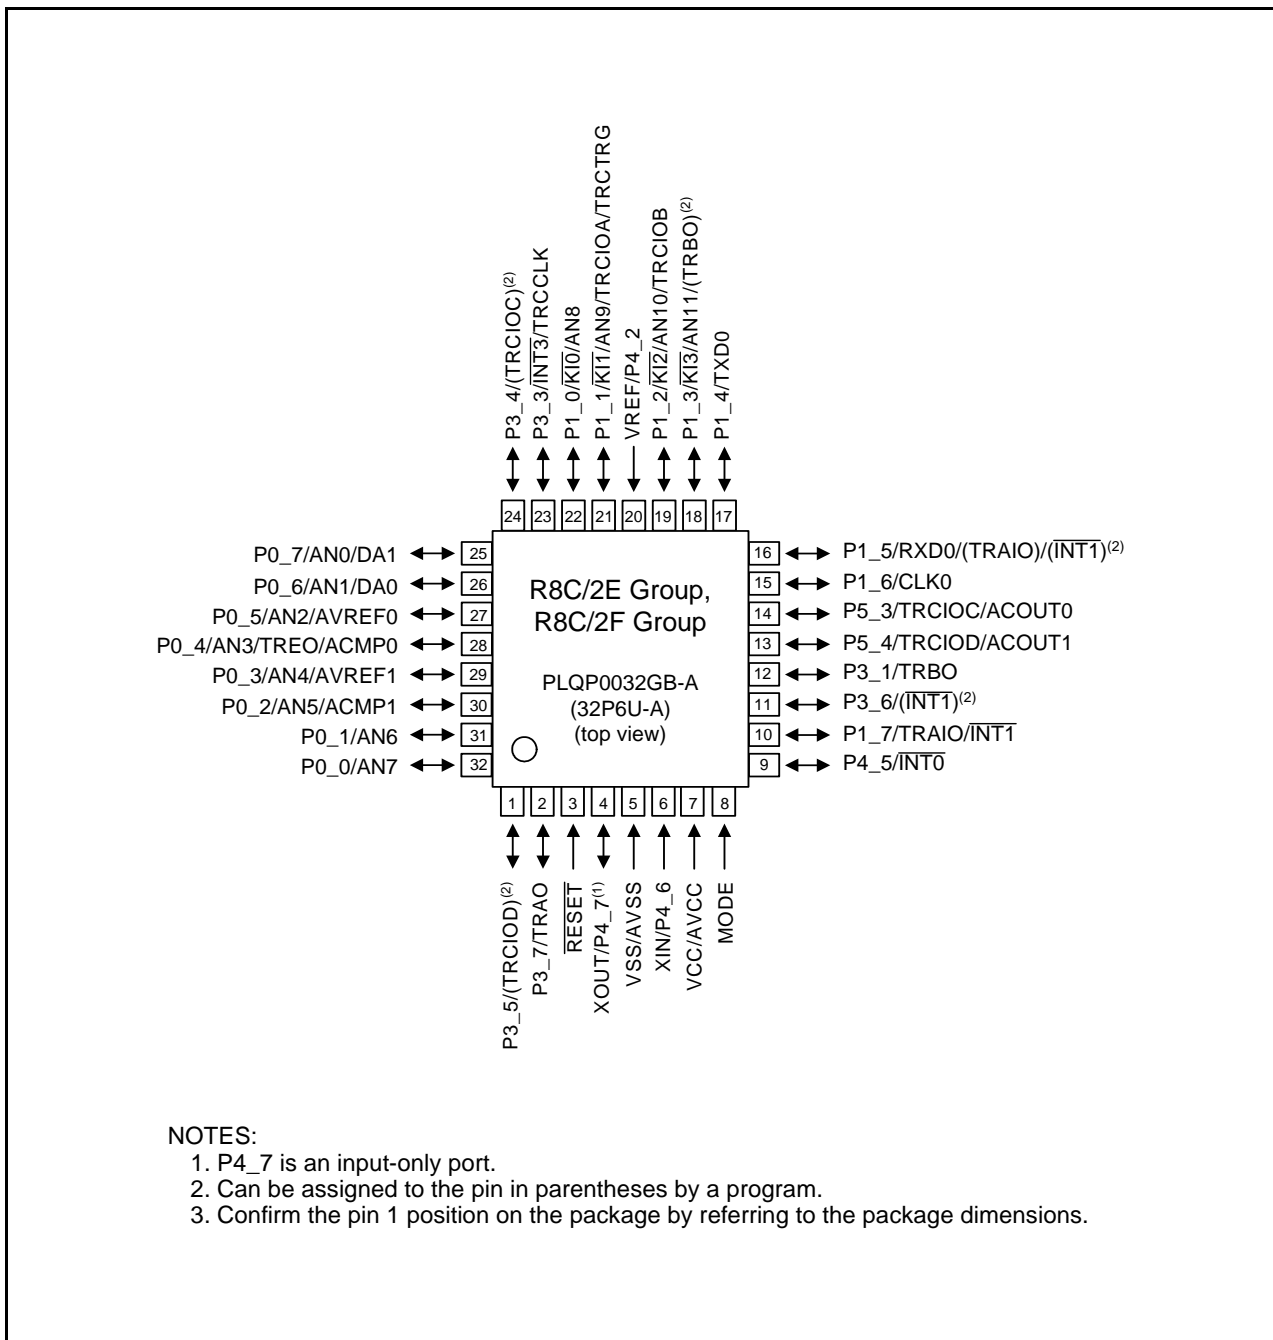 P3_4/(TRCIOC)(2)
P3_3/INT3/TRCCLK
P1_0/KI0/AN8
P1_1/KI1/AN9/TRCIOA/TRCTRG
VREF/P4_2
P1_2/KI2/AN10/TRCIOB
P1_3/KI3/AN11/(TRBO)(2)
P1_4/TXD0
24 23 22 21 20 19 18 17
P0_7/AN0/DA1 25
P0_6/AN1/DA0 26
P0_5/AN2/AVREF0 27
P0_4/AN3/TREO/ACMP0 28
P0_3/AN4/AVREF1 29
P0_2/AN5/ACMP1 30
P0_1/AN6 31
P0_0/AN7 32
R8C/2E Group,
R8C/2F Group
PLQP0032GB-A
(32P6U-A)
(top view)
16 P1_5/RXD0/(TRAIO)/(INT1)(2)
15 P1_6/CLK0
14 P5_3/TRCIOC/ACOUT0
13 P5_4/TRCIOD/ACOUT1
12 P3_1/TRBO
11 P3_6/(INT1)(2)
10 P1_7/TRAIO/INT1
9 P4_5/INT0
1 2 3 4 5 6 7 8
P3_5/(TRCIOD)(2)
P3_7/TRAO
RESET
XOUT/P4_7(1)
VSS/AVSS
XIN/P4_6
VCC/AVCC
MODE
NOTES:
1. P4_7 is an input-only port.
2. Can be assigned to the pin in parentheses by a program.
3. Confirm the pin 1 position on the package by referring to the package dimensions.